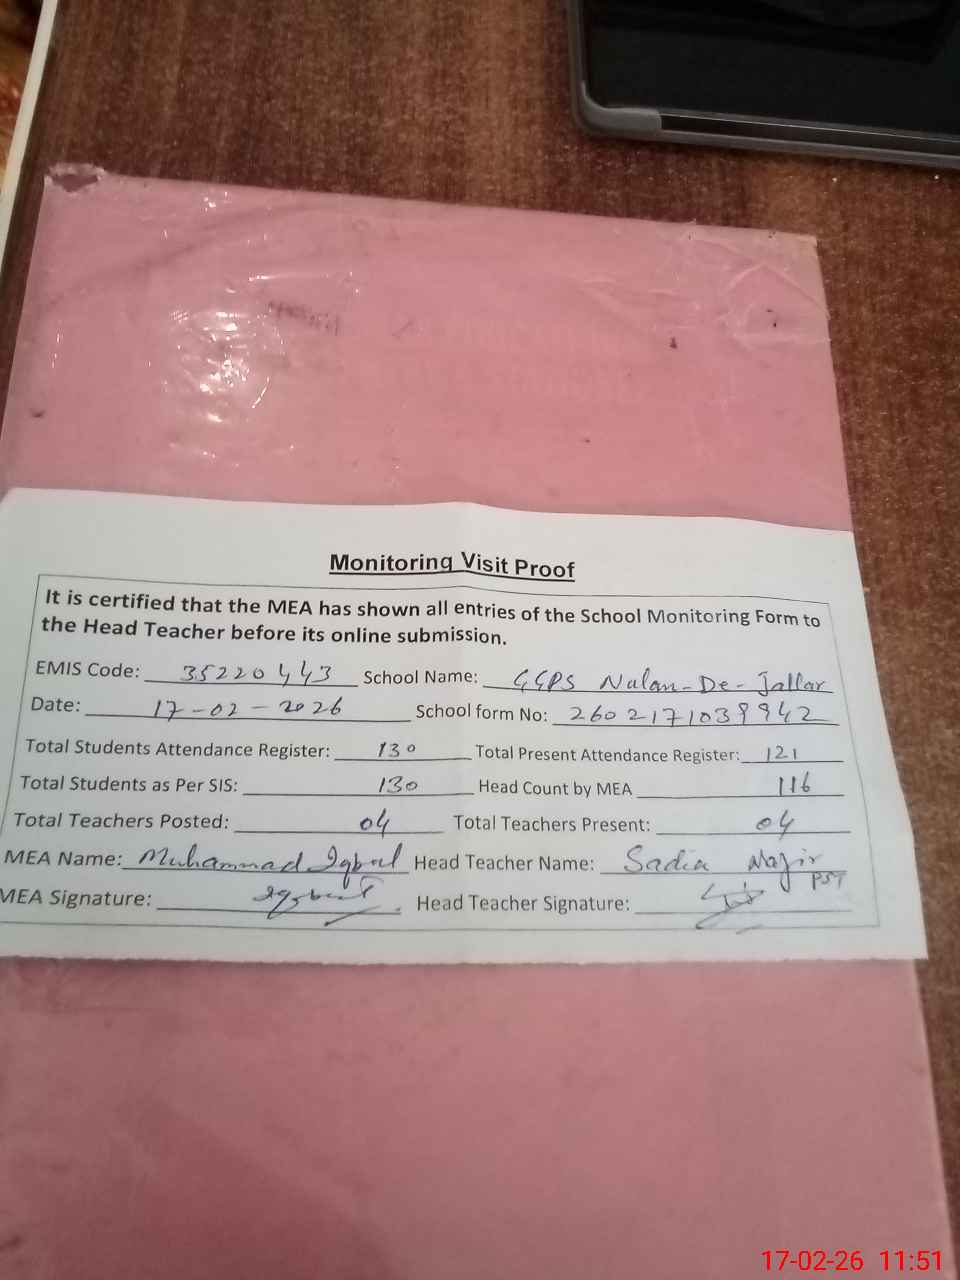 Monitoring Visit Proof
It is certified that the MEA has shown all entries of the School Monitoring Form to
the Head Teacher before its online submission.
EMIS Code: 35220443 School Name: GGPS Nalan-De-Jallar
Date: 17-02-2026 School form No: 2602171039942
Total Students Attendance Register: 130 Total Present Attendance Register: 121
Total Students as Per SIS: 130 Head Count by MEA 116
Total Teachers Posted: 04 Total Teachers Present: 04
MEA Name: Muhammad Iqbal Head Teacher Name: Sadia Nazir
PST
MEA Signature: Head Teacher Signature:
17-02-26 11:51